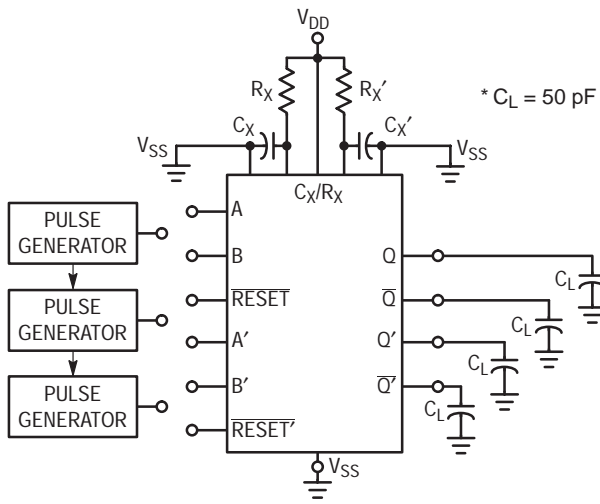 V_DD
R_X R_X′
* C_L = 50 pF
C_X C_X′
V_SS V_SS
C_X/R_X
PULSE
GENERATOR
A
B Q
C_L
RESET̅ Q̅
C_L
PULSE
GENERATOR
A′ Q′
C_L
B′ Q̅′
C_L
PULSE
GENERATOR
RESET̅′
V_SS